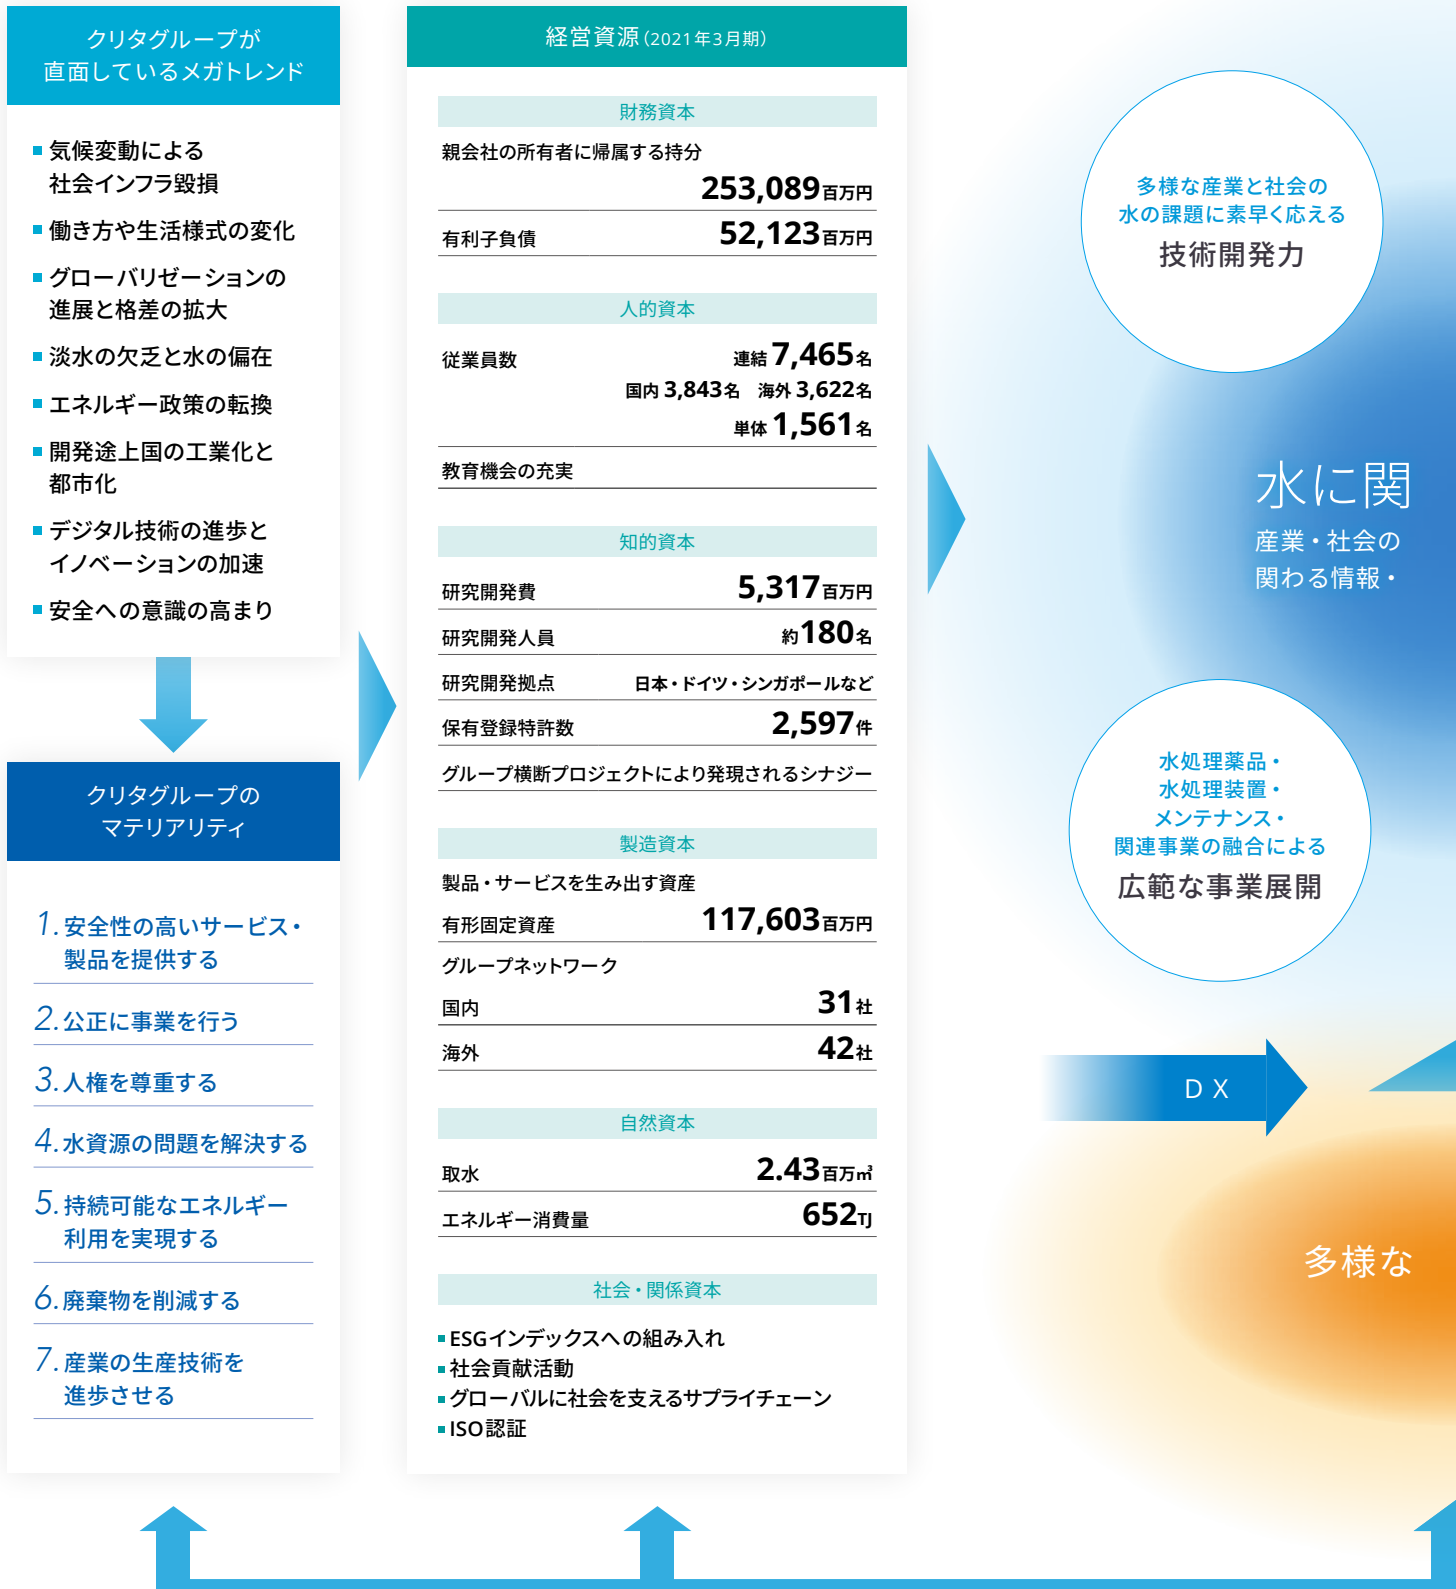 クリタグループが
直面しているメガトレンド
気候変動による
社会インフラ毀損
働き方や生活様式の変化
グローバリゼーションの
進展と格差の拡大
淡水の欠乏と水の偏在
エネルギー政策の転換
開発途上国の工業化と
都市化
デジタル技術の進歩と
イノベーションの加速
安全への意識の高まり
クリタグループの
マテリアリティ
1. 安全性の高いサービス・
製品を提供する
2. 公正に事業を行う
3. 人権を尊重する
4. 水資源の問題を解決する
5. 持続可能なエネルギー
利用を実現する
6. 廃棄物を削減する
7. 産業の生産技術を
進歩させる
経営資源（2021年3月期）
財務資本
親会社の所有者に帰属する持分
253,089百万円
有利子負債 52,123百万円
人的資本
従業員数 連結 7,465名
国内 3,843名 海外 3,622名
単体 1,561名
教育機会の充実
知的資本
研究開発費 5,317百万円
研究開発人員 約180名
研究開発拠点 日本・ドイツ・シンガポールなど
保有登録特許数 2,597件
グループ横断プロジェクトにより発現されるシナジー
製造資本
製品・サービスを生み出す資産
有形固定資産 117,603百万円
グループネットワーク
国内 31社
海外 42社
自然資本
取水 2.43百万㎥
エネルギー消費量 652TJ
社会・関係資本
ESGインデックスへの組み入れ
社会貢献活動
グローバルに社会を支えるサプライチェーン
ISO認証
多様な産業と社会の
水の課題に素早く応える
技術開発力
水に関
産業・社会の
関わる情報・
水処理薬品・
水処理装置・
メンテナンス・
関連事業の融合による
広範な事業展開
DX
多様な